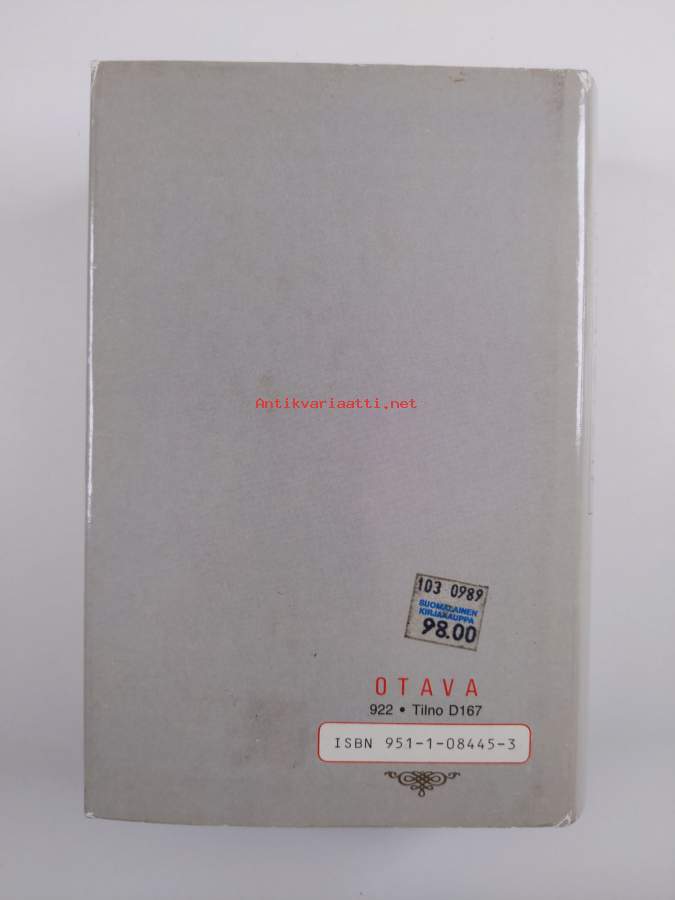 Antikvariaatti.net
103 0989
SUOMALAINEN
KIRJAKAUPPA
98.00
OTAVA
922 • Tilno D167
ISBN 951-1-08445-3